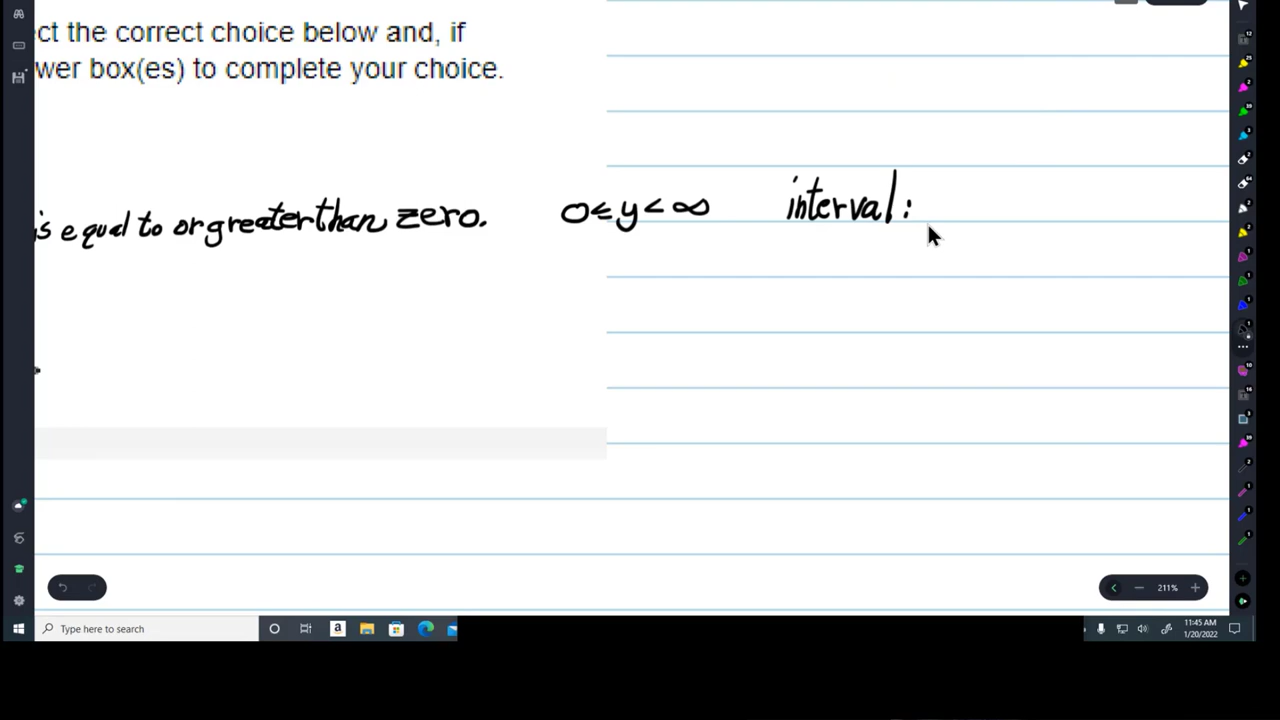 ct the correct choice below and, if
wer box(es) to complete your choice.
is equal to or greater than zero. 0≤y<∞ interval:
211%
Type here to search
11:45 AM
1/20/2022